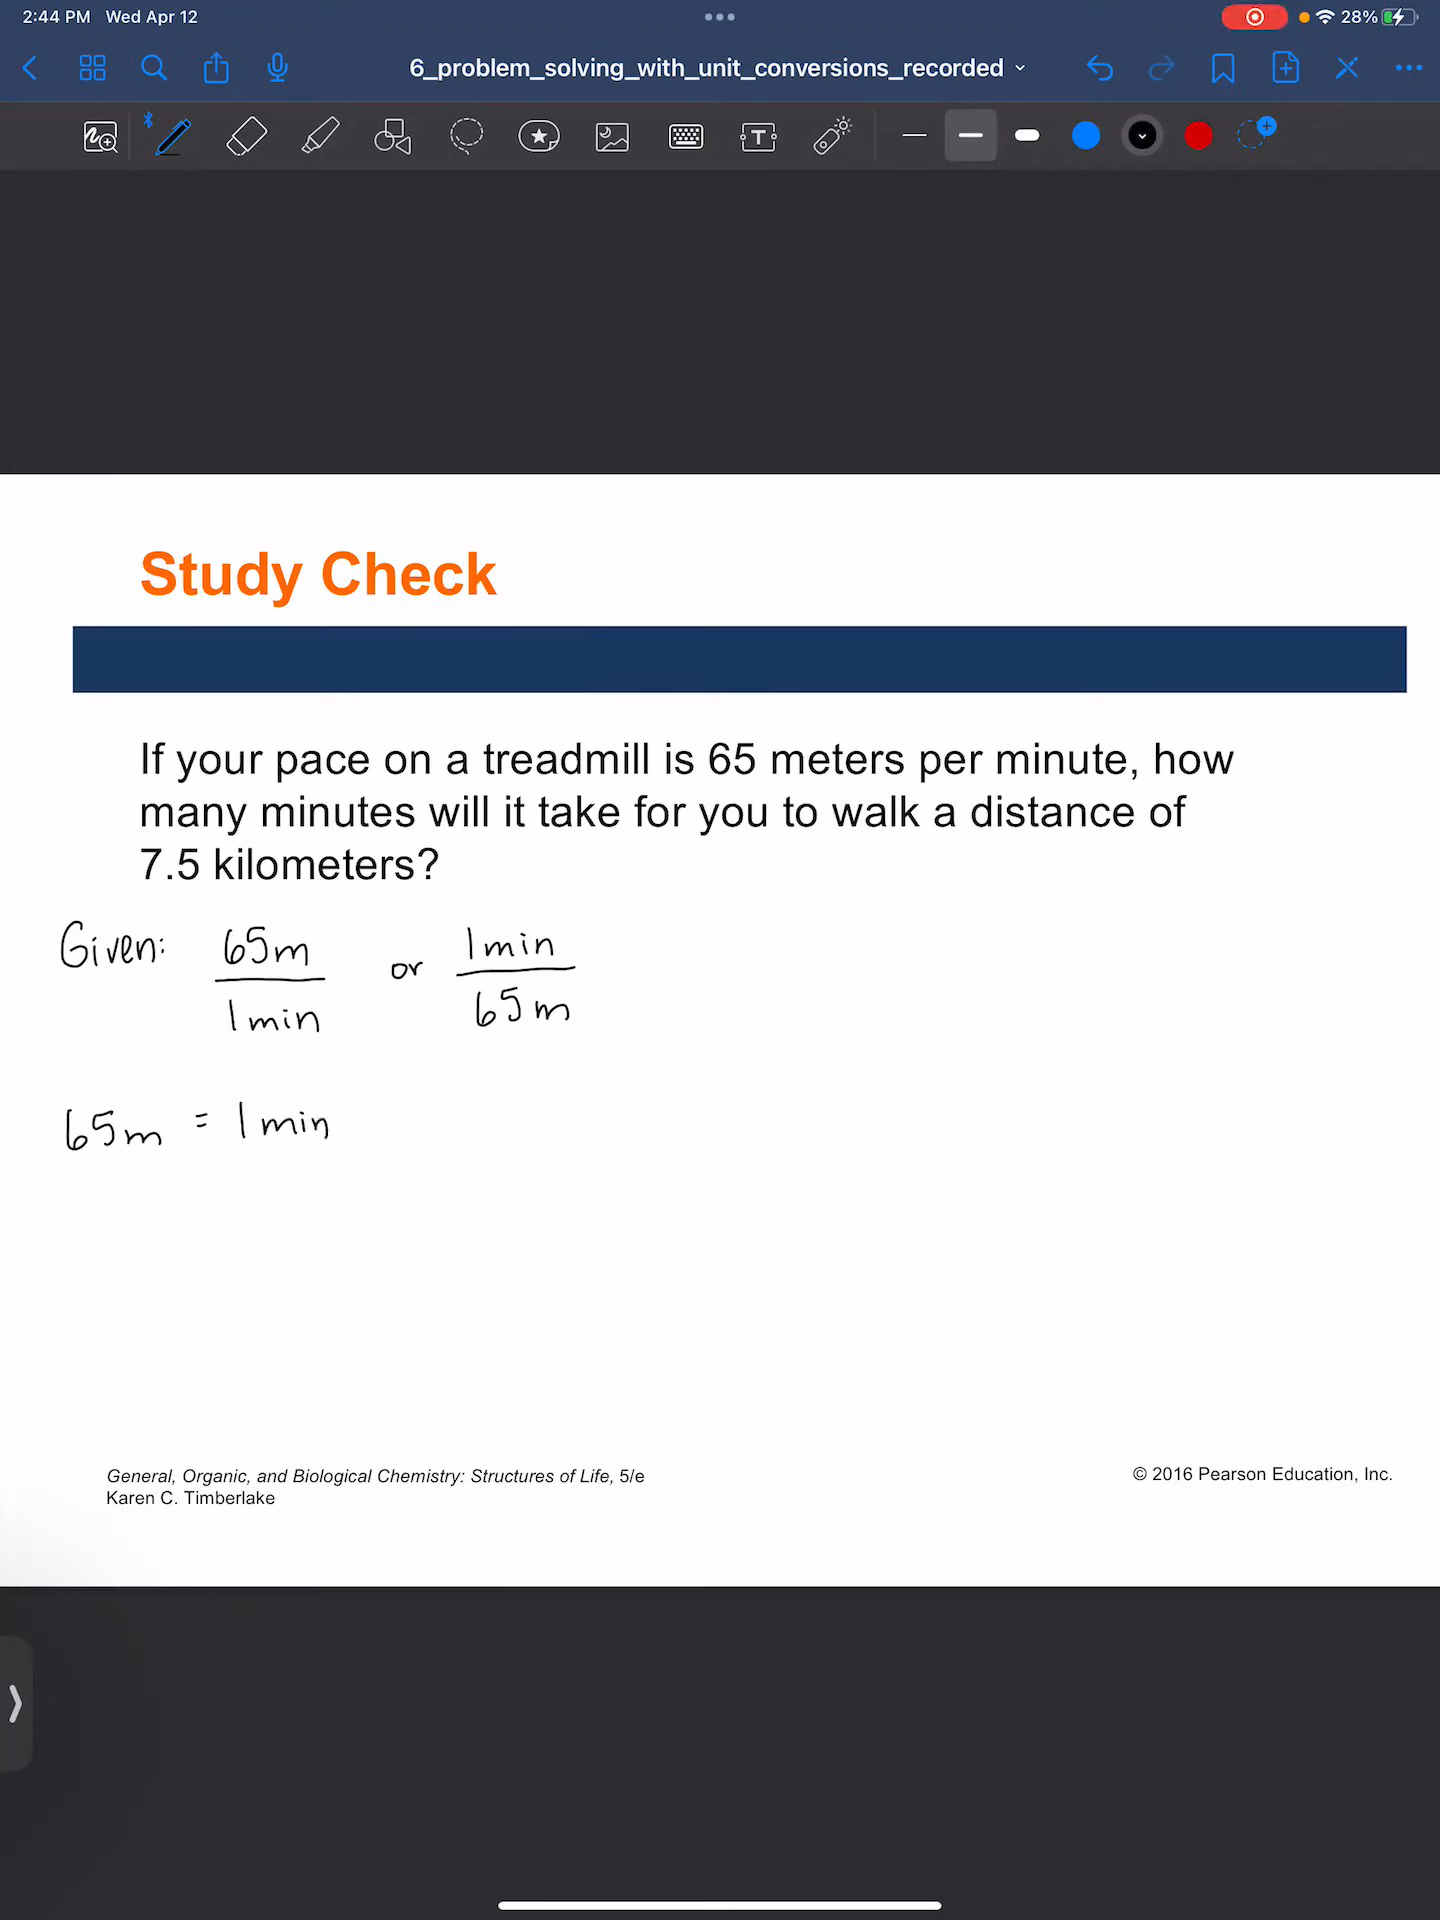 2:44 PM Wed Apr 12
28%
6_problem_solving_with_unit_conversions_recorded
Study Check
If your pace on a treadmill is 65 meters per minute, how
many minutes will it take for you to walk a distance of
7.5 kilometers?
Given: 65m / 1min or 1min / 65m
65m = 1min
General, Organic, and Biological Chemistry: Structures of Life, 5/e
Karen C. Timberlake
© 2016 Pearson Education, Inc.